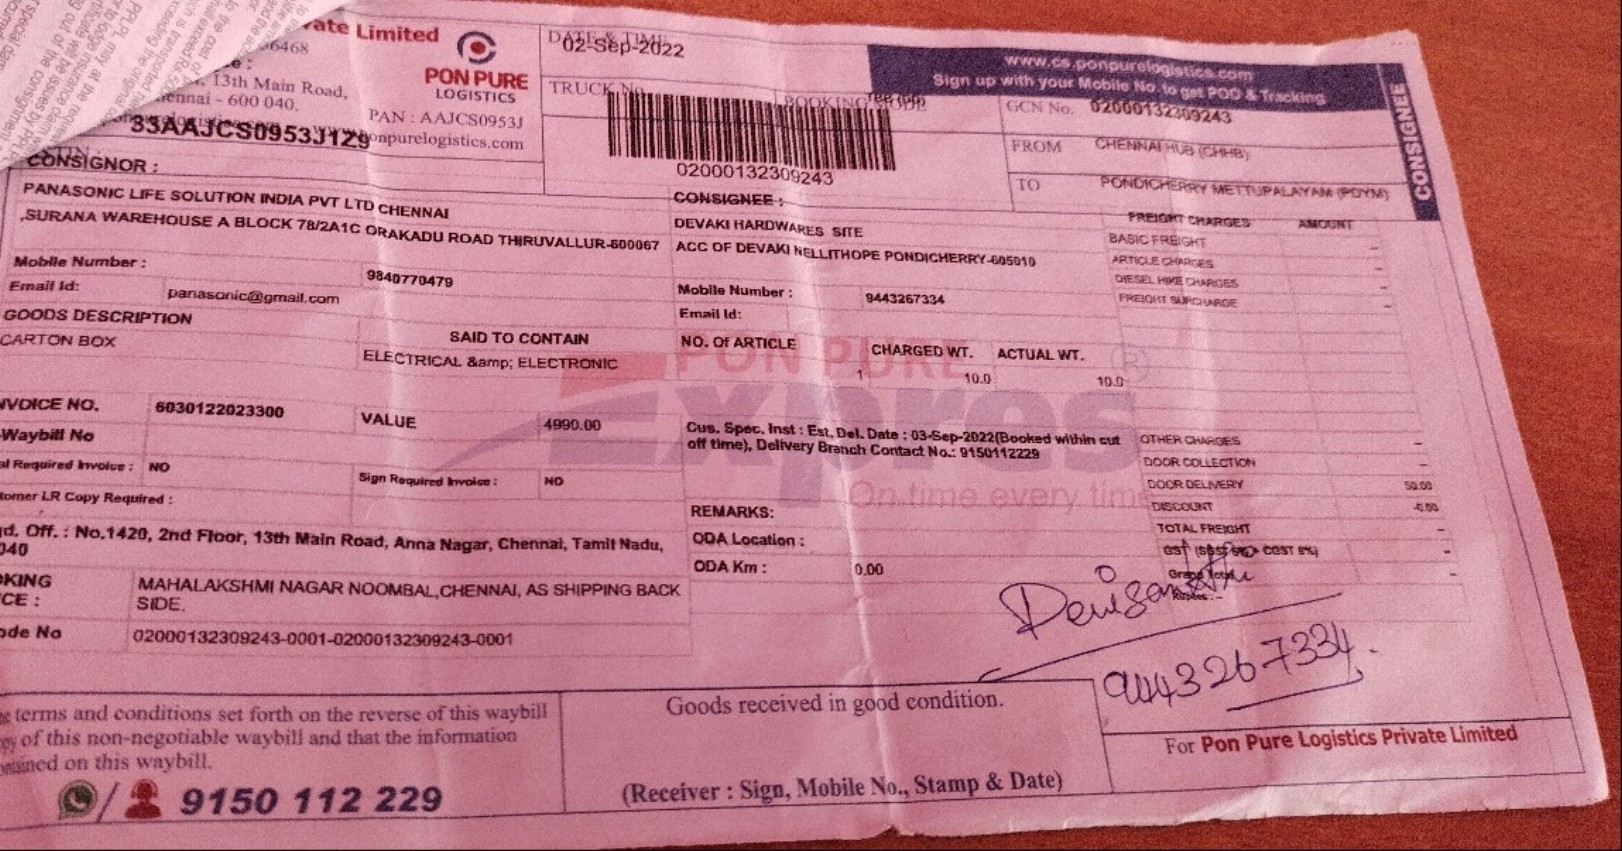 ate Limited
6468
PON PURE
LOGISTICS
13th Main Road,
ennai - 600 040.
PAN : AAJCS0953J
33AAJCS0953J1Z9
onpurelogistics.com
DATE & TIME
02-Sep-2022
TRUCK No
02000132309243
www.cs.ponpurelogistics.com
Sign up with your Mobile No. to get POD & Tracking
GCN No. 02000132309243
FROM CHENNAI HUB (CHHB)
TO PONDICHERRY METTUPALAYAM (PDYM)
CONSIGNEE
CONSIGNOR :
PANASONIC LIFE SOLUTION INDIA PVT LTD CHENNAI
,SURANA WAREHOUSE A BLOCK 78/2A1C ORAKADU ROAD THIRUVALLUR-600067
Mobile Number : 9840770479
Email Id: panasonic@gmail.com
CONSIGNEE :
DEVAKI HARDWARES SITE
ACC OF DEVAKI NELLITHOPE PONDICHERRY-605010
Mobile Number : 9443267334
Email Id:
FREIGHT CHARGES AMOUNT
BASIC FREIGHT –
ARTICLE CHARGES –
DIESEL HIKE CHARGES –
FREIGHT SURCHARGE –
GOODS DESCRIPTION SAID TO CONTAIN
CARTON BOX ELECTRICAL &amp; ELECTRONIC
NO. Of ARTICLE CHARGED WT. ACTUAL WT.
1 10.0 10.0
PON PURE
Expres
On time every time
NVOICE NO. 6030122023300 VALUE 4990.00
Waybill No
al Required Invoice : NO Sign Required Invoice : NO
tomer LR Copy Required :
Cus. Spec. Inst : Est. Del. Date : 03-Sep-2022(Booked within cut
off time), Delivery Branch Contact No.: 9150112229
OTHER CHARGES –
DOOR COLLECTION –
DOOR DELIVERY 50.00
DISCOUNT -0.00
TOTAL FREIGHT –
Grand Total
REMARKS:
ODA Location :
ODA Km : 0.00
d. Off. : No.1420, 2nd Floor, 13th Main Road, Anna Nagar, Chennai, Tamil Nadu,
040
KING
CE :
MAHALAKSHMI NAGAR NOOMBAL,CHENNAI, AS SHIPPING BACK
SIDE.
ode No 02000132309243-0001-02000132309243-0001
9443267334.
terms and conditions set forth on the reverse of this waybill
of this non-negotiable waybill and that the information
ained on this waybill.
9150 112 229
Goods received in good condition.
(Receiver : Sign, Mobile No., Stamp & Date)
For Pon Pure Logistics Private Limited